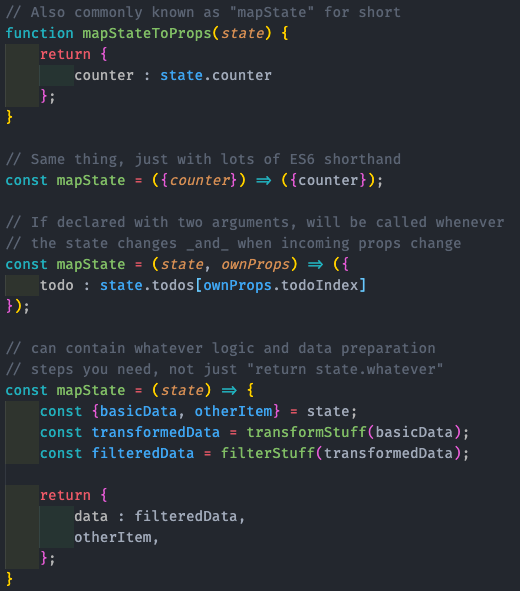 // Also commonly known as "mapState" for short
function mapStateToProps(state) {
    return {
        counter : state.counter
    };
}

// Same thing, just with lots of ES6 shorthand
const mapState = ({counter}) => ({counter});

// If declared with two arguments, will be called whenever
// the state changes _and_ when incoming props change
const mapState = (state, ownProps) => ({
    todo : state.todos[ownProps.todoIndex]
});

// can contain whatever logic and data preparation
// steps you need, not just "return state.whatever"
const mapState = (state) => {
    const {basicData, otherItem} = state;
    const transformedData = transformStuff(basicData);
    const filteredData = filterStuff(transformedData);

    return {
        data : filteredData,
        otherItem,
    };
}